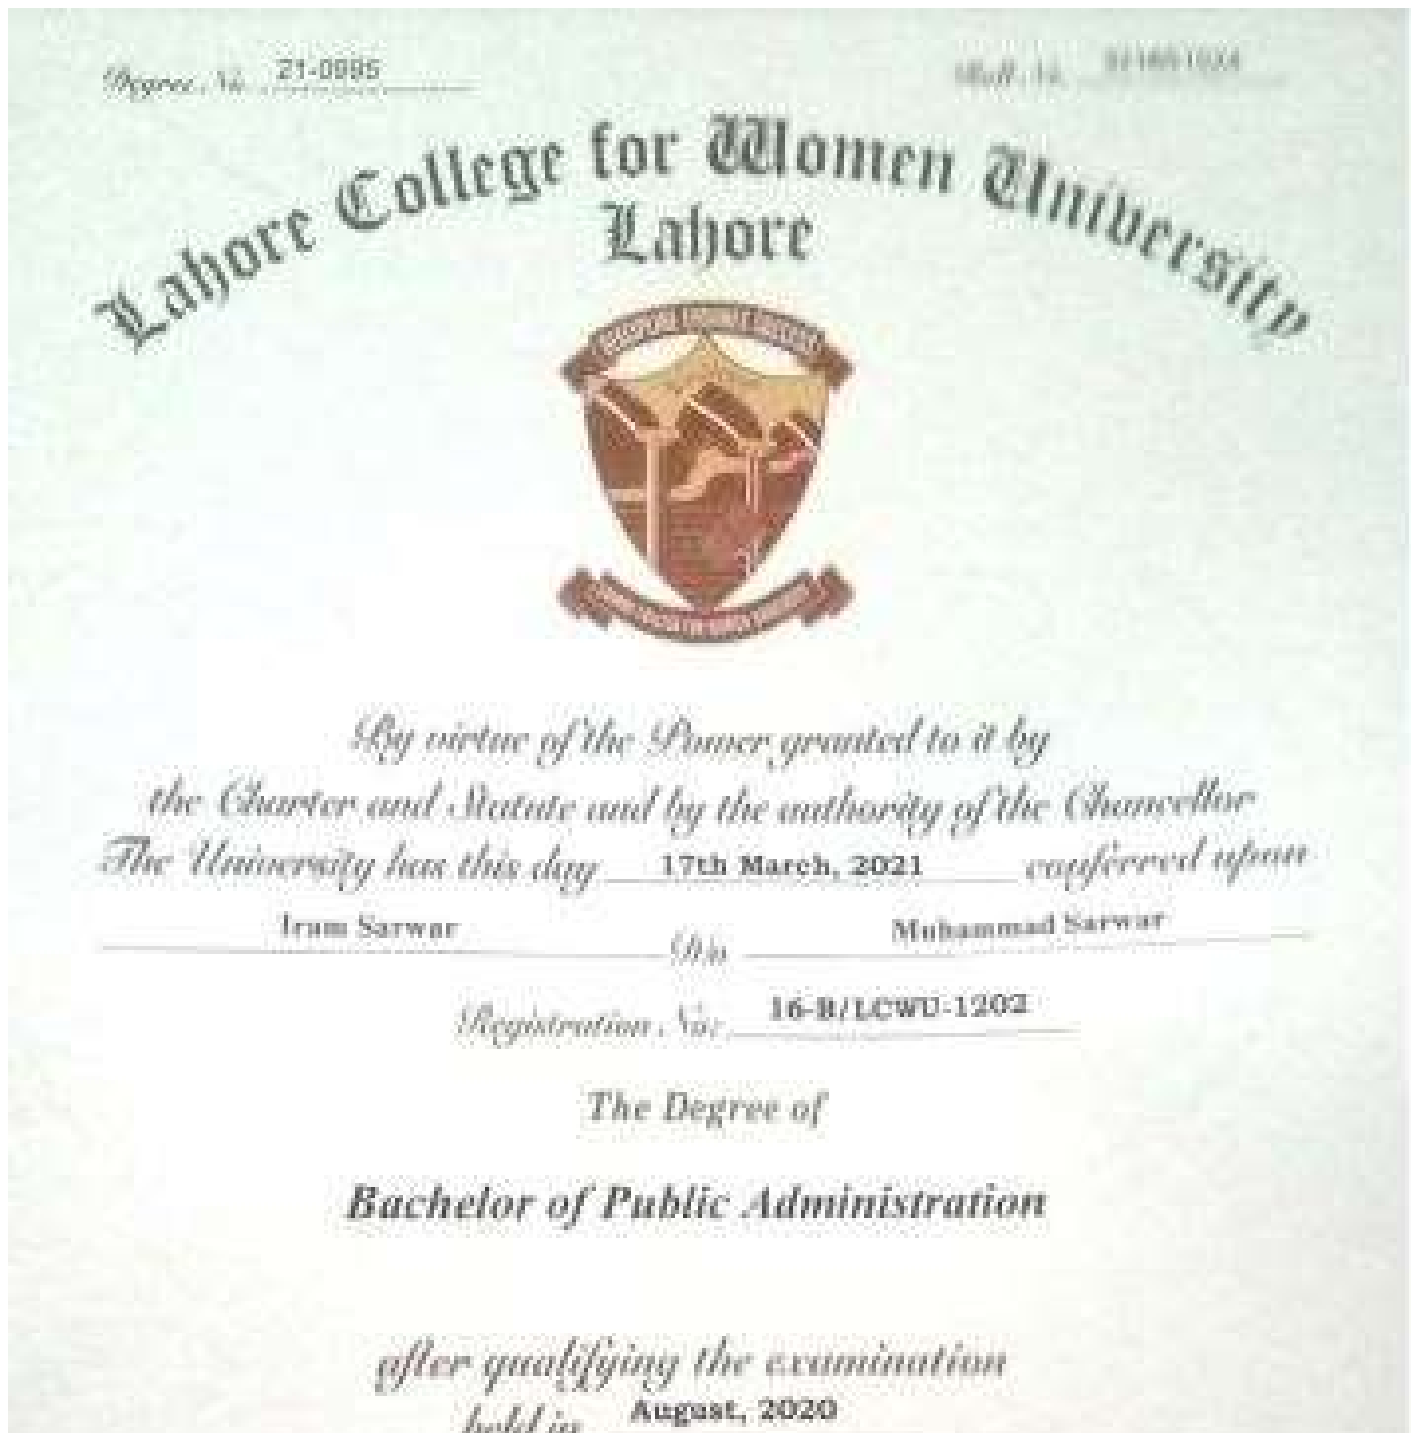 Degree No. 21-0995
Roll No.
Lahore College for Women University
Lahore
By virtue of the Power granted to it by
the Charter and Statute and by the authority of the Chancellor
The University has this day 17th March, 2021 conferred upon
Iram Sarwar D/o Muhammad Sarwar
Registration No: 16-B/LCWU-1202
The Degree of
Bachelor of Public Administration
after qualifying the examination
held in August, 2020